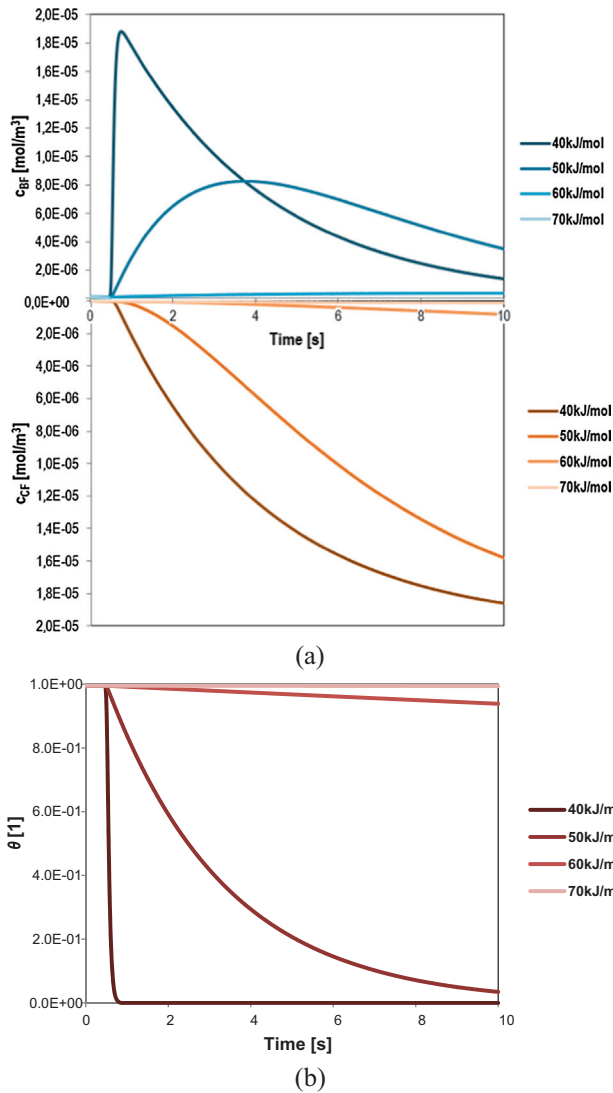 2,0E-05
1,8E-05
1,6E-05
1,4E-05
1,2E-05
1,0E-05
8,0E-06
6,0E-06
4,0E-06
2,0E-06
0,0E+00
c_BF [mol/m³]
40kJ/mol
50kJ/mol
60kJ/mol
70kJ/mol
0 2 4 6 8 10
Time [s]
2,0E-06
4,0E-06
6,0E-06
8,0E-06
1,0E-05
1,2E-05
1,4E-05
1,6E-05
1,8E-05
2,0E-05
c_CF [mol/m³]
40kJ/mol
50kJ/mol
60kJ/mol
70kJ/mol
(a)
1.0E+00
8.0E-01
6.0E-01
4.0E-01
2.0E-01
0.0E+00
θ [1]
40kJ/m
50kJ/m
60kJ/m
70kJ/m
0 2 4 6 8 10
Time [s]
(b)